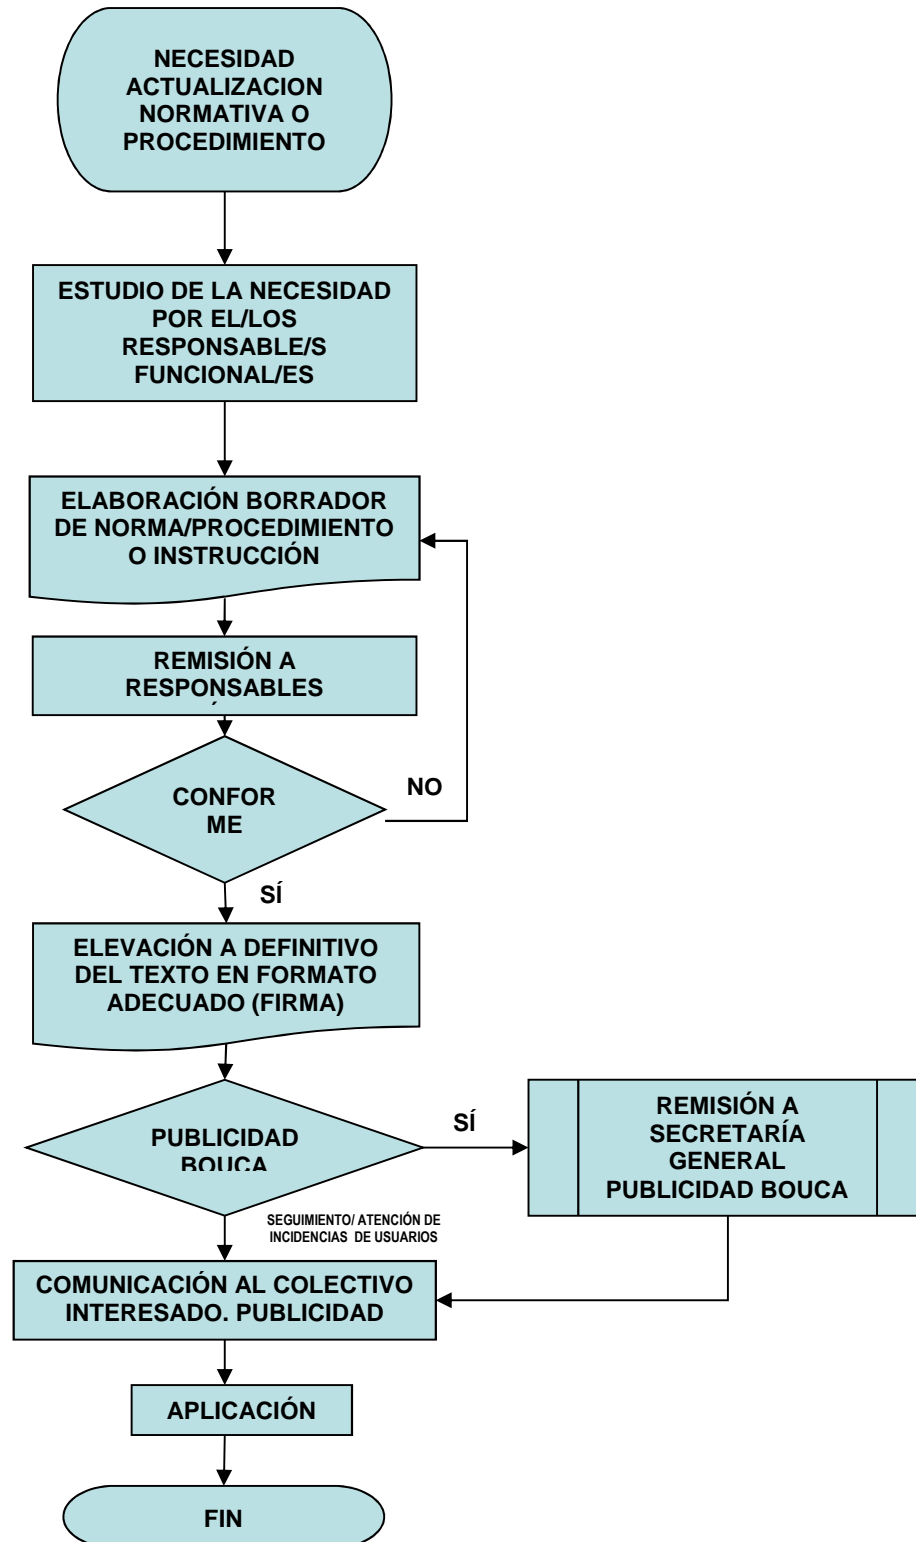 NECESIDAD
ACTUALIZACION
NORMATIVA O
PROCEDIMIENTO
ESTUDIO DE LA NECESIDAD
POR EL/LOS
RESPONSABLE/S
FUNCIONAL/ES
ELABORACIÓN BORRADOR
DE NORMA/PROCEDIMIENTO
O INSTRUCCIÓN
REMISIÓN A
RESPONSABLES
CONFOR
ME
NO
SÍ
ELEVACIÓN A DEFINITIVO
DEL TEXTO EN FORMATO
ADECUADO (FIRMA)
PUBLICIDAD
BOUCA
SÍ
REMISIÓN A
SECRETARÍA
GENERAL
PUBLICIDAD BOUCA
SEGUIMIENTO/ ATENCIÓN DE
INCIDENCIAS DE USUARIOS
COMUNICACIÓN AL COLECTIVO
INTERESADO. PUBLICIDAD
APLICACIÓN
FIN